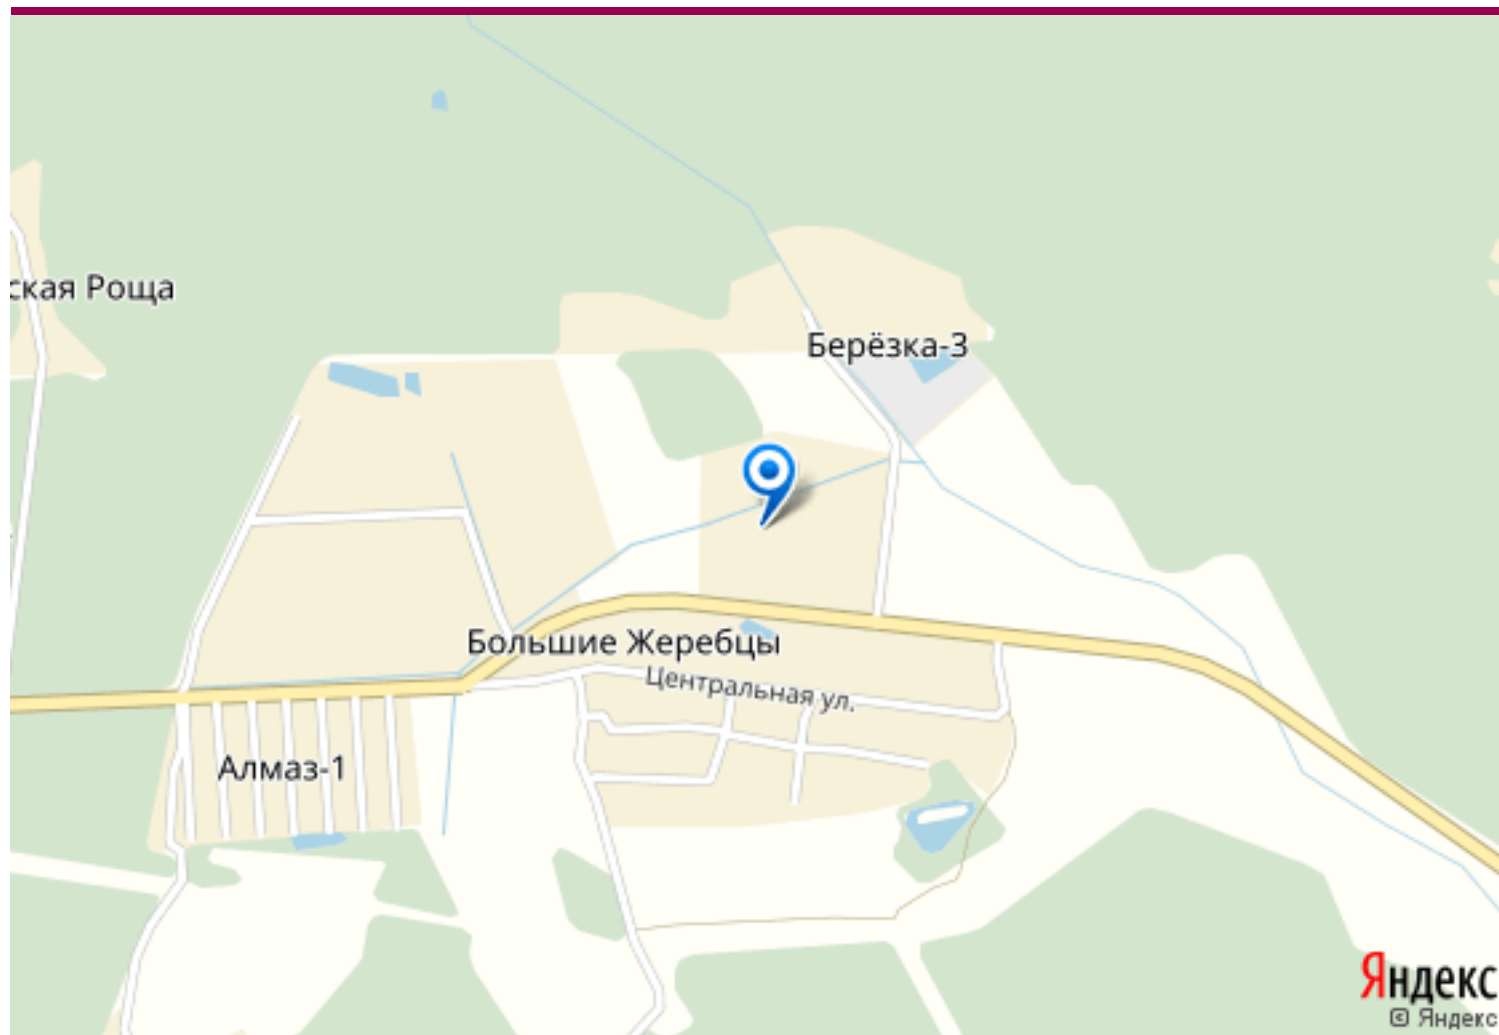 ская Роща
Берёзка-3
Большие Жеребцы
Центральная ул.
Алмаз-1
Яндекс
© Яндекс